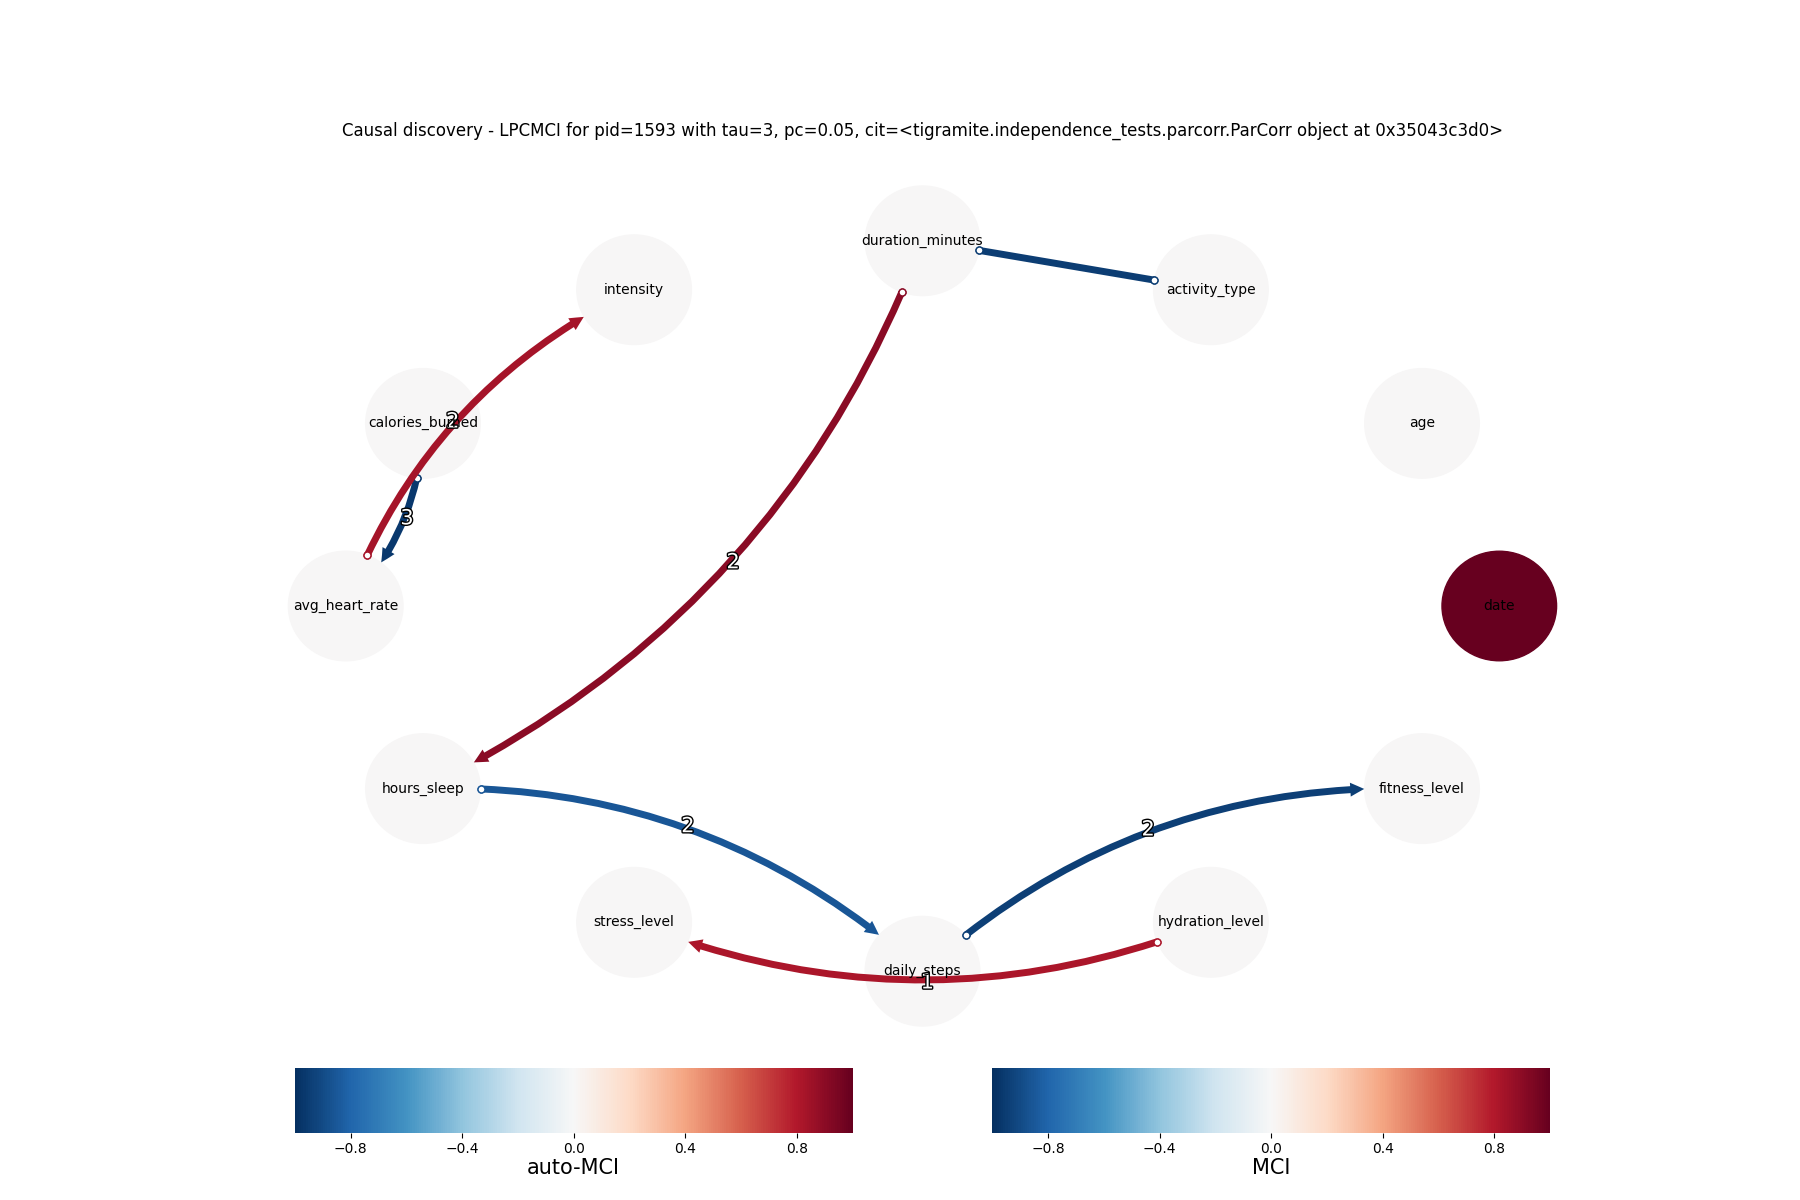 Causal discovery - LPCMCI for pid=1593 with tau=3, pc=0.05, cit=<tigramite.independence_tests.parcorr.ParCorr object at 0x35043c3d0>
duration_minutes
intensity
activity_type
2
calories_burned
age
3
2
avg_heart_rate
date
hours_sleep
fitness_level
2
2
stress_level
hydration_level
daily_steps
1
−0.8 −0.4 0.0 0.4 0.8
auto-MCI
−0.8 −0.4 0.0 0.4 0.8
MCI